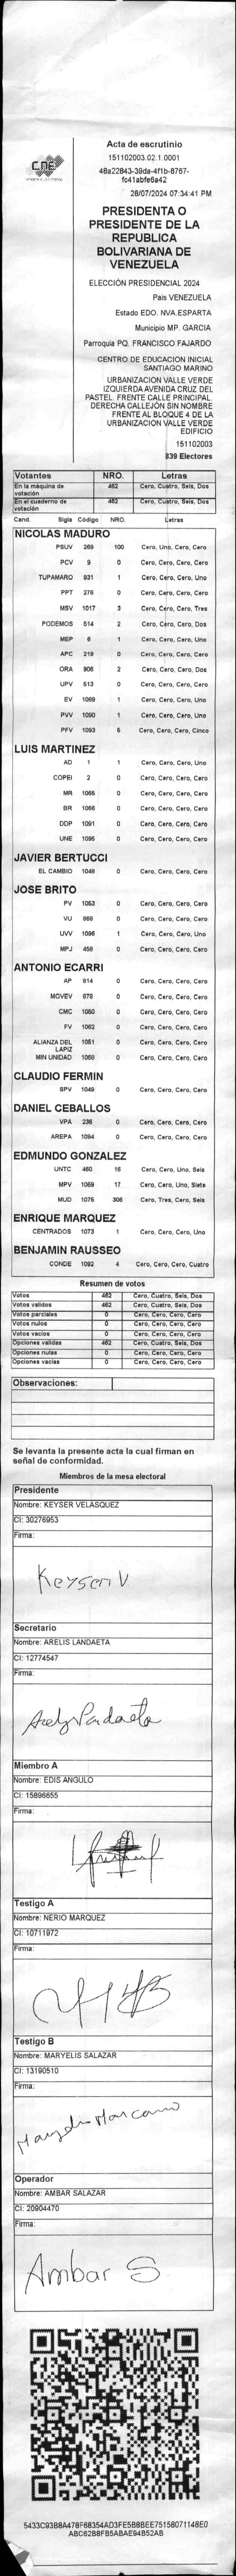 CNE
Acta de escrutinio
151102003.02.1.0001
48a22843-39da-4f1b-8767-
fc41abfe6a42
28/07/2024 07:34:41 PM
PRESIDENTA O
PRESIDENTE DE LA
REPUBLICA
BOLIVARIANA DE
VENEZUELA
ELECCIÓN PRESIDENCIAL 2024
Pais VENEZUELA
Estado EDO. NVA.ESPARTA
Municipio MP. GARCIA
Parroquia PQ. FRANCISCO FAJARDO
CENTRO DE EDUCACION INICIAL
SANTIAGO MARINO
URBANIZACION VALLE VERDE
IZQUIERDA AVENIDA CRUZ DEL
PASTEL. FRENTE CALLE PRINCIPAL.
DERECHA CALLEJÓN SIN NOMBRE
FRENTE AL BLOQUE 4 DE LA
URBANIZACION VALLE VERDE
EDIFICIO
151102003
839 Electores
Votantes NRO. Letras
En la máquina de votación 462 Cero, Cuatro, Seis, Dos
En el cuaderno de votación 462 Cero, Cuatro, Seis, Dos
Cand. Sigla Código NRO. Letras
NICOLAS MADURO
PSUV 269 100 Cero, Uno, Cero, Cero
PCV 9 0 Cero, Cero, Cero, Cero
TUPAMARO 931 1 Cero, Cero, Cero, Uno
PPT 276 0 Cero, Cero, Cero, Cero
MSV 1017 3 Cero, Cero, Cero, Tres
PODEMOS 514 2 Cero, Cero, Cero, Dos
MEP 6 1 Cero, Cero, Cero, Uno
APC 219 0 Cero, Cero, Cero, Cero
ORA 906 2 Cero, Cero, Cero, Dos
UPV 513 0 Cero, Cero, Cero, Cero
EV 1089 1 Cero, Cero, Cero, Uno
PVV 1090 1 Cero, Cero, Cero, Uno
PFV 1093 5 Cero, Cero, Cero, Cinco
LUIS MARTINEZ
AD 1 1 Cero, Cero, Cero, Uno
COPEI 2 0 Cero, Cero, Cero, Cero
MR 1065 0 Cero, Cero, Cero, Cero
BR 1066 0 Cero, Cero, Cero, Cero
DDP 1091 0 Cero, Cero, Cero, Cero
UNE 1095 0 Cero, Cero, Cero, Cero
JAVIER BERTUCCI
EL CAMBIO 1048 0 Cero, Cero, Cero, Cero
JOSE BRITO
PV 1053 0 Cero, Cero, Cero, Cero
VU 868 0 Cero, Cero, Cero, Cero
UVV 1096 1 Cero, Cero, Cero, Uno
MPJ 458 0 Cero, Cero, Cero, Cero
ANTONIO ECARRI
AP 814 0 Cero, Cero, Cero, Cero
MOVEV 878 0 Cero, Cero, Cero, Cero
CMC 1050 0 Cero, Cero, Cero, Cero
FV 1062 0 Cero, Cero, Cero, Cero
ALIANZA DEL LAPIZ 1051 0 Cero, Cero, Cero, Cero
MIN UNIDAD 1068 0 Cero, Cero, Cero, Cero
CLAUDIO FERMIN
SPV 1049 0 Cero, Cero, Cero, Cero
DANIEL CEBALLOS
VPA 236 0 Cero, Cero, Cero, Cero
AREPA 1094 0 Cero, Cero, Cero, Cero
EDMUNDO GONZALEZ
UNTC 460 16 Cero, Cero, Uno, Seis
MPV 1069 17 Cero, Cero, Uno, Siete
MUD 1075 306 Cero, Tres, Cero, Seis
ENRIQUE MARQUEZ
CENTRADOS 1073 1 Cero, Cero, Cero, Uno
BENJAMIN RAUSSEO
CONDE 1092 4 Cero, Cero, Cero, Cuatro
Resumen de votos
Votos 462 Cero, Cuatro, Seis, Dos
Votos validos 462 Cero, Cuatro, Seis, Dos
Votos parciales 0 Cero, Cero, Cero, Cero
Votos nulos 0 Cero, Cero, Cero, Cero
Votos vacios 0 Cero, Cero, Cero, Cero
Opciones validas 462 Cero, Cuatro, Seis, Dos
Opciones nulas 0 Cero, Cero, Cero, Cero
Opciones vacias 0 Cero, Cero, Cero, Cero
Observaciones:
Se levanta la presente acta la cual firman en
señal de conformidad.
Miembros de la mesa electoral
Presidente
Nombre: KEYSER VELASQUEZ
CI: 30276953
Firma:
Keyser V.
Secretario
Nombre: ARELIS LANDAETA
CI: 12774547
Firma:
Miembro A
Nombre: EDIS ANGULO
CI: 15896655
Firma:
Testigo A
Nombre: NERIO MARQUEZ
CI: 10711972
Firma:
Testigo B
Nombre: MARYELIS SALAZAR
CI: 13190510
Firma:
Operador
Nombre: AMBAR SALAZAR
CI: 20904470
Firma:
Ambar S
5433C93B8A478F68354AD3FE5B8BEE75158071148E0
ABC62B8FB5ABAE94B52AB